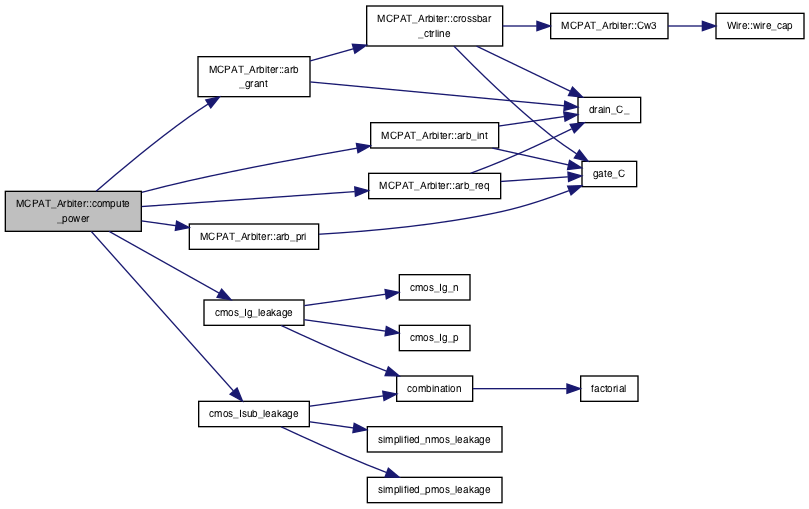 MCPAT_Arbiter::crossbar
_ctrline
MCPAT_Arbiter::Cw3
Wire::wire_cap
MCPAT_Arbiter::arb
_grant
drain_C_
MCPAT_Arbiter::arb_int
gate_C
MCPAT_Arbiter::arb_req
MCPAT_Arbiter::compute
_power
MCPAT_Arbiter::arb_pri
cmos_Ig_n
cmos_Ig_leakage
cmos_Ig_p
combination
factorial
cmos_Isub_leakage
simplified_nmos_leakage
simplified_pmos_leakage